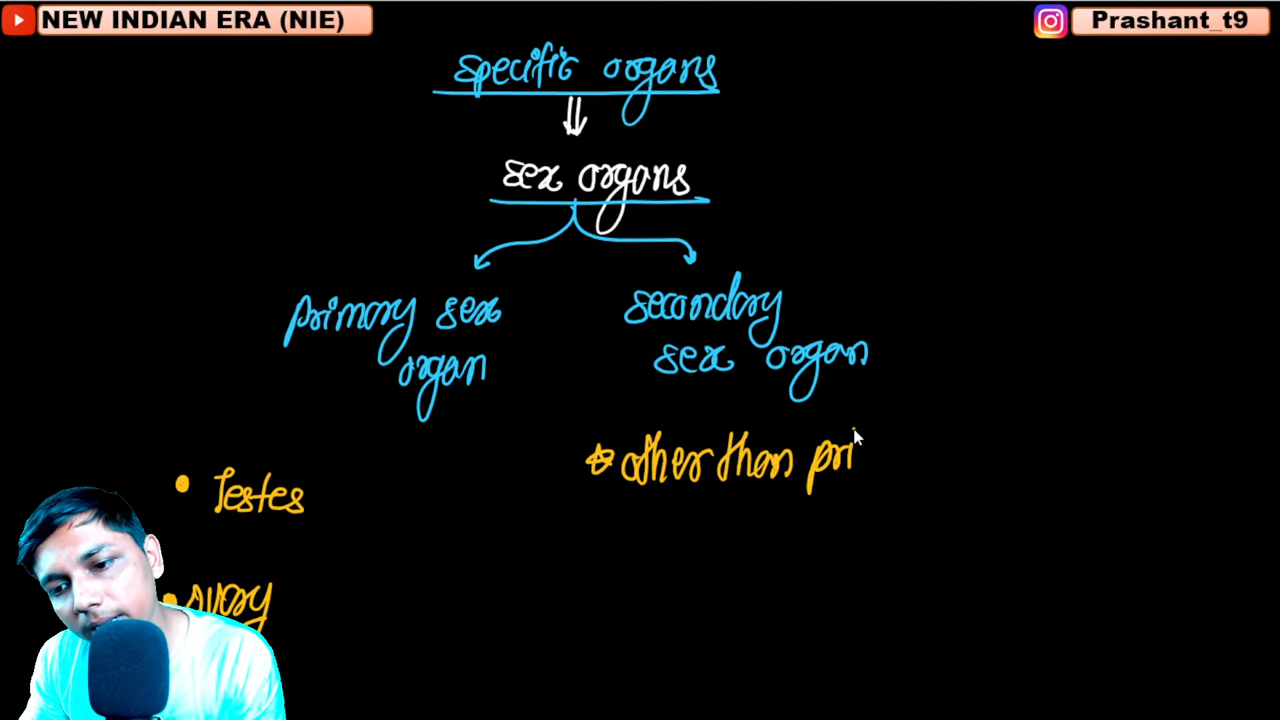 NEW INDIAN ERA (NIE)
Prashant_t9
specific organs
sex organs
primary sex
organ
secondary
sex organ
other than pri
Testes
ovary